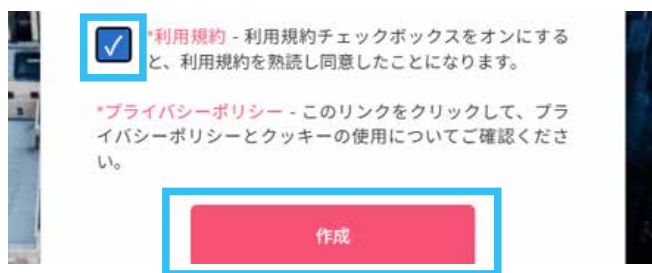 *利用規約 - 利用規約チェックボックスをオンにする
と、利用規約を熟読し同意したことになります。
*プライバシーポリシー - このリンクをクリックして、プラ
イバシーポリシーとクッキーの使用についてご確認くださ
い。
作成